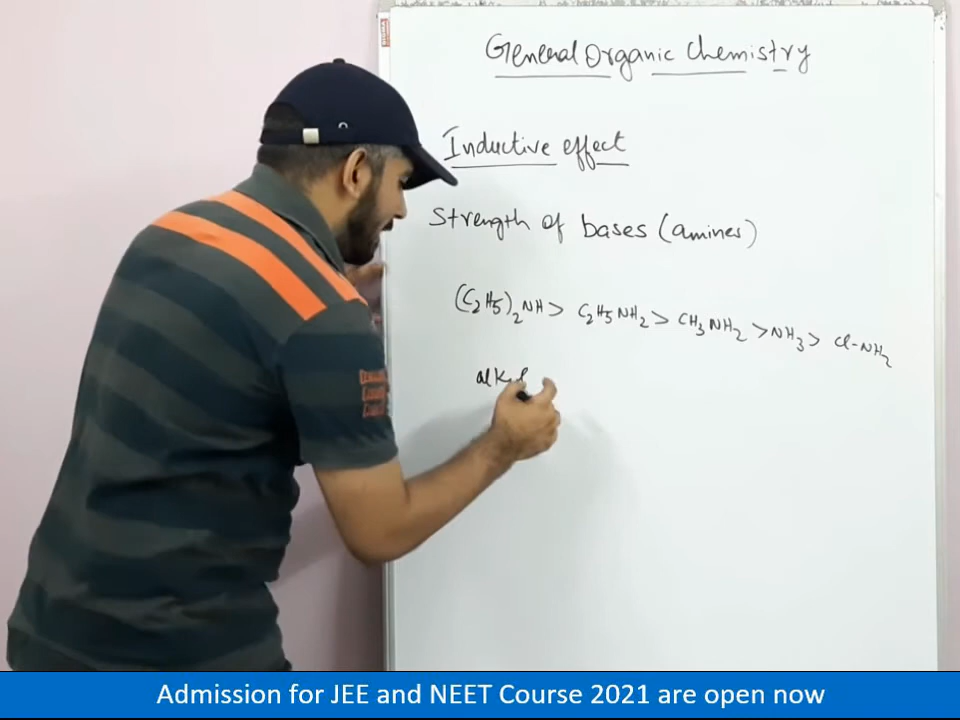 General Organic Chemistry
Inductive effect
Strength of bases (amines)
(C₂H₅)₂NH > C₂H₅NH₂ > CH₃NH₂ > NH₃ > Cl-NH₂
Admission for JEE and NEET Course 2021 are open now